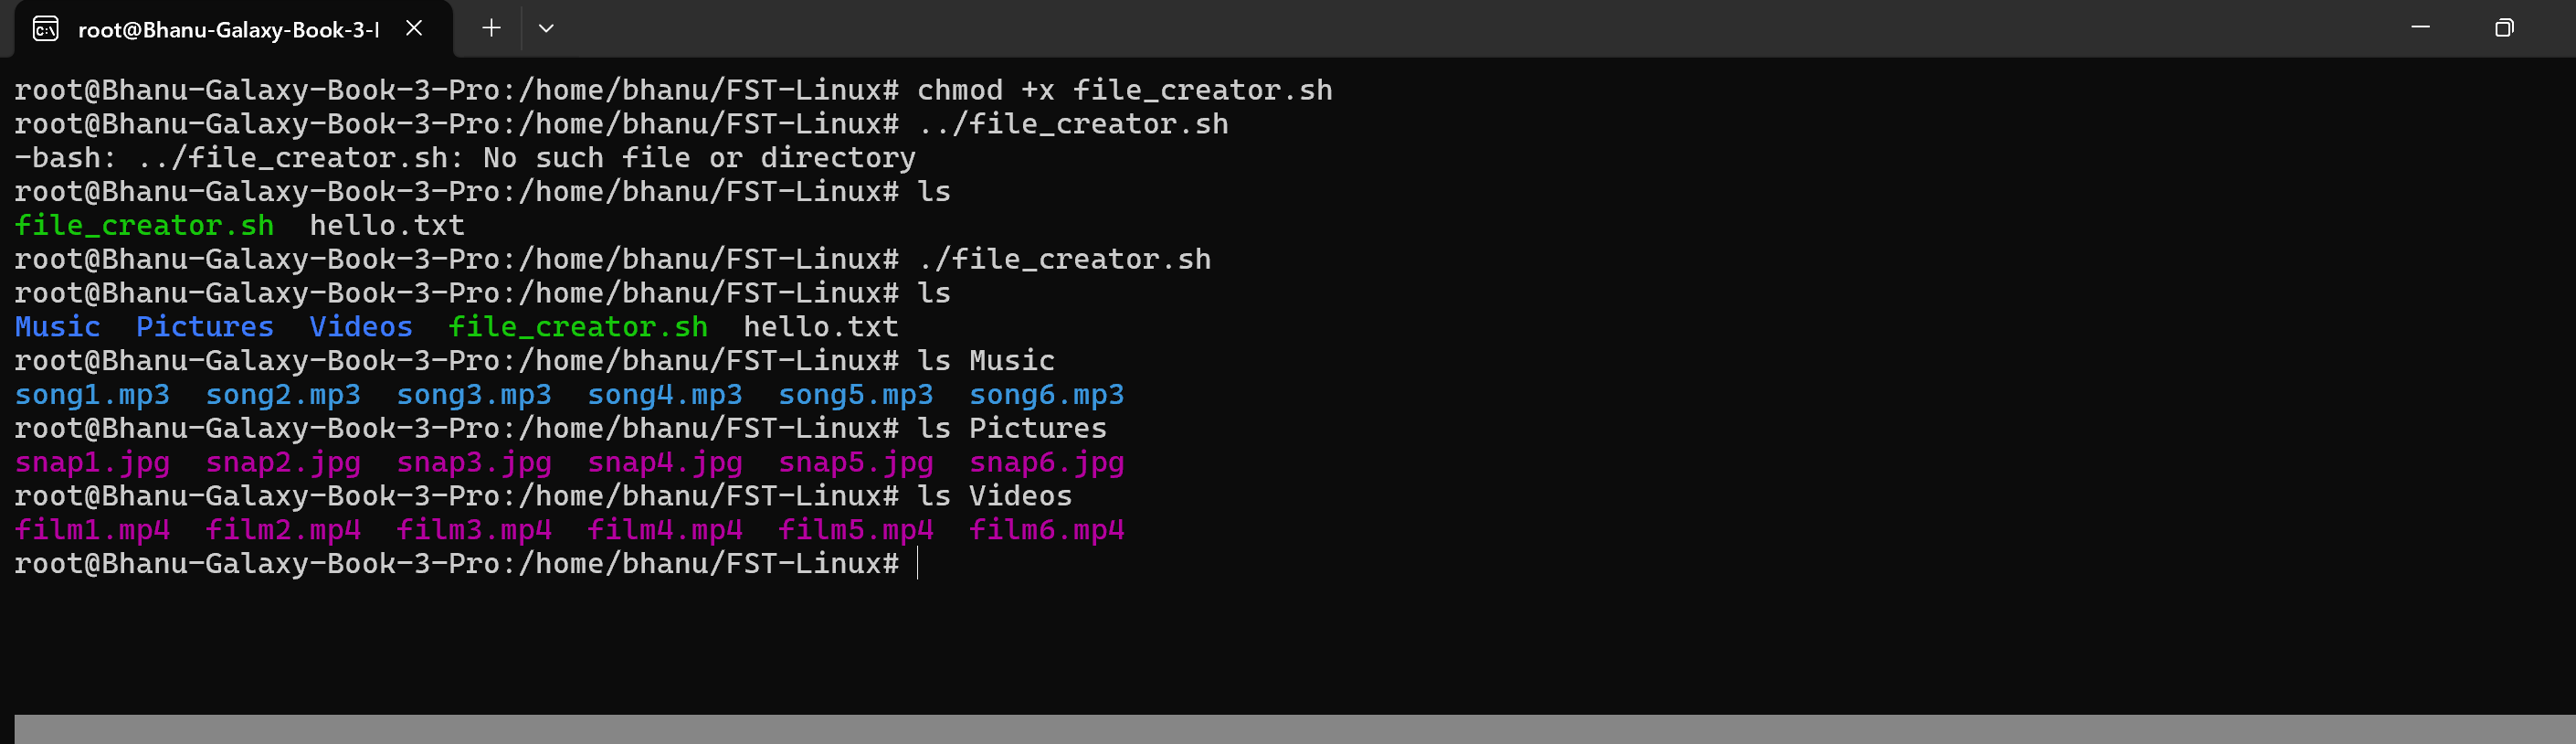 root@Bhanu-Galaxy-Book-3-I
root@Bhanu-Galaxy-Book-3-Pro:/home/bhanu/FST-Linux# chmod +x file_creator.sh
root@Bhanu-Galaxy-Book-3-Pro:/home/bhanu/FST-Linux# ../file_creator.sh
-bash: ../file_creator.sh: No such file or directory
root@Bhanu-Galaxy-Book-3-Pro:/home/bhanu/FST-Linux# ls
file_creator.sh  hello.txt
root@Bhanu-Galaxy-Book-3-Pro:/home/bhanu/FST-Linux# ./file_creator.sh
root@Bhanu-Galaxy-Book-3-Pro:/home/bhanu/FST-Linux# ls
Music  Pictures  Videos  file_creator.sh  hello.txt
root@Bhanu-Galaxy-Book-3-Pro:/home/bhanu/FST-Linux# ls Music
song1.mp3  song2.mp3  song3.mp3  song4.mp3  song5.mp3  song6.mp3
root@Bhanu-Galaxy-Book-3-Pro:/home/bhanu/FST-Linux# ls Pictures
snap1.jpg  snap2.jpg  snap3.jpg  snap4.jpg  snap5.jpg  snap6.jpg
root@Bhanu-Galaxy-Book-3-Pro:/home/bhanu/FST-Linux# ls Videos
film1.mp4  film2.mp4  film3.mp4  film4.mp4  film5.mp4  film6.mp4
root@Bhanu-Galaxy-Book-3-Pro:/home/bhanu/FST-Linux#